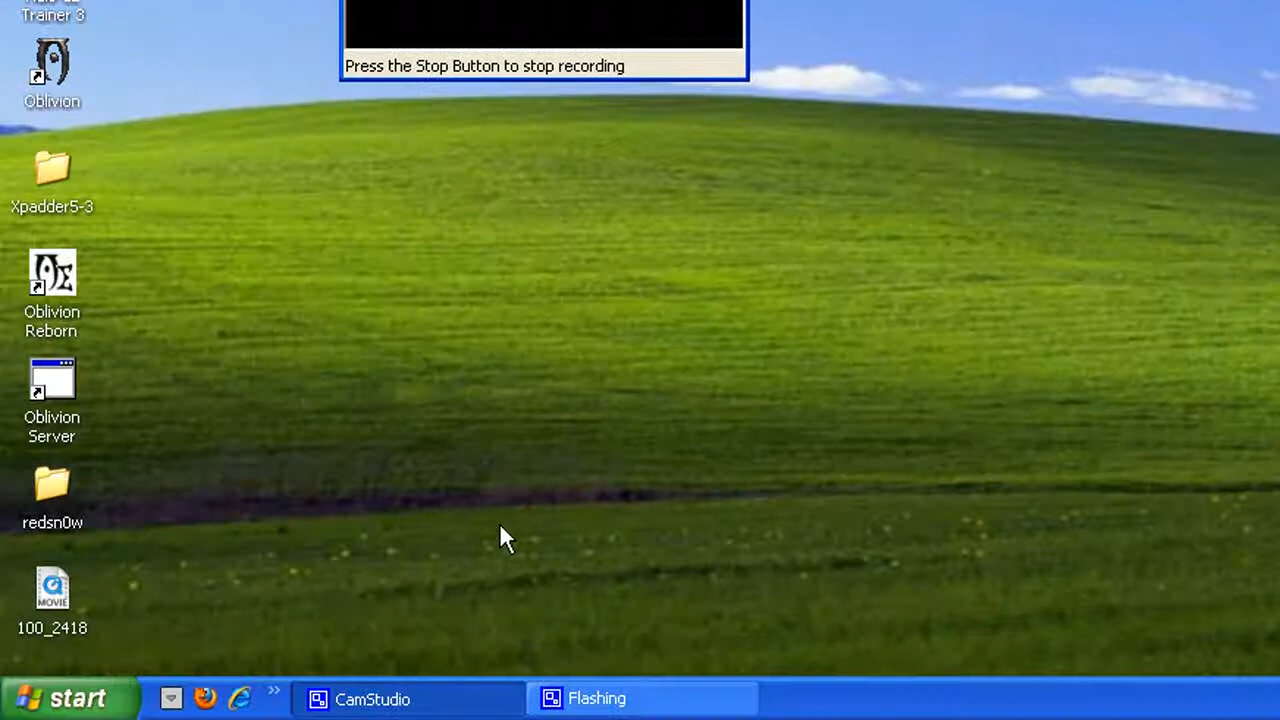 Trainer 3
Press the Stop Button to stop recording
Oblivion
Xpadder5-3
Oblivion
Reborn
Oblivion
Server
redsn0w
MOVIE
100_2418
start
CamStudio
Flashing